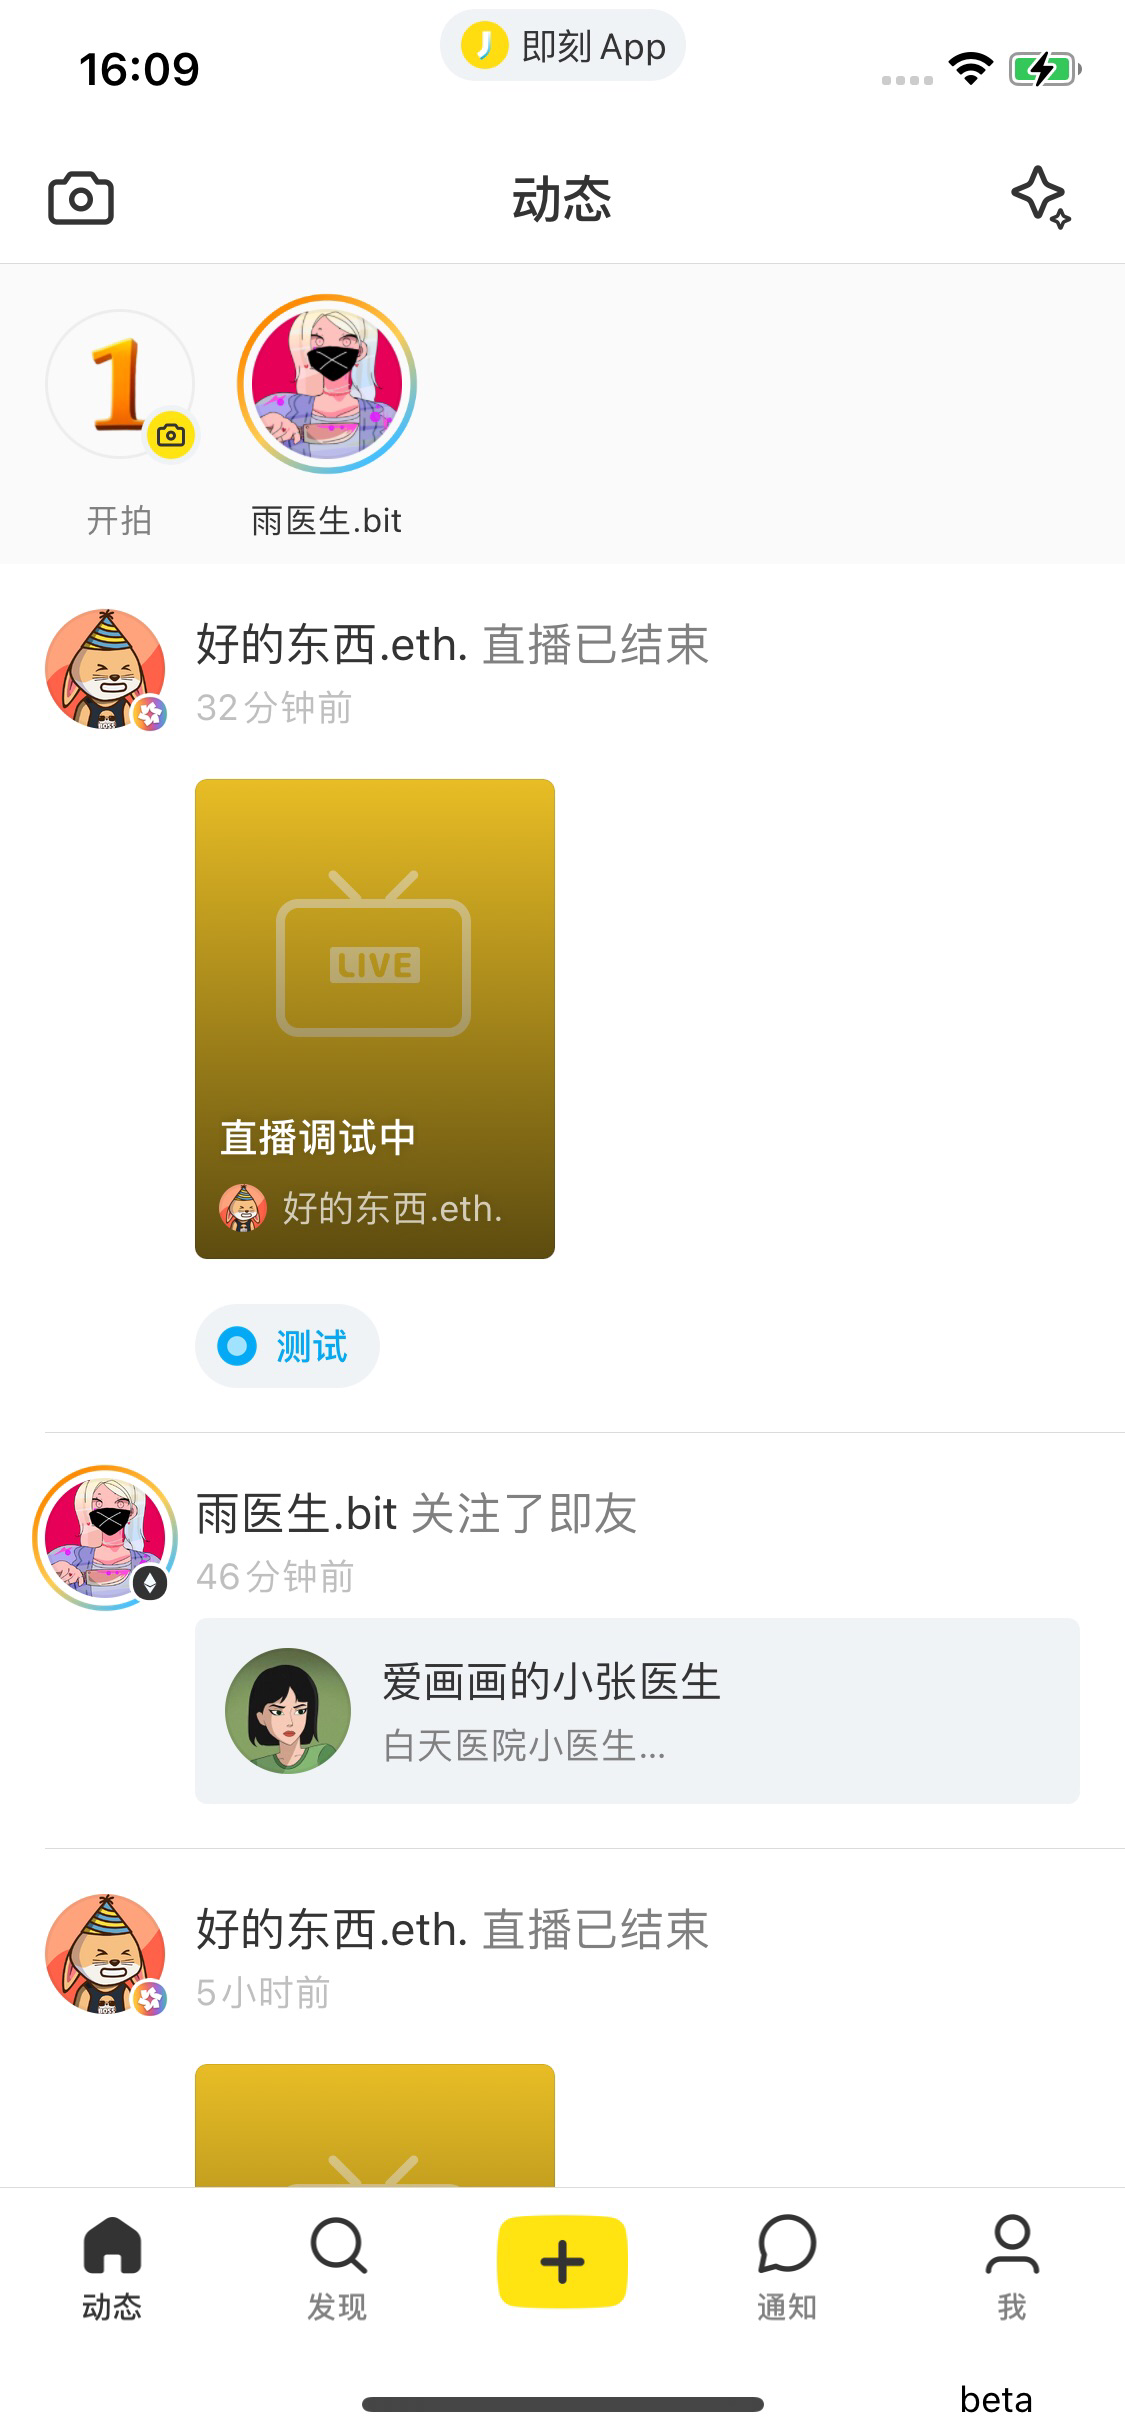 16:09
即刻 App
动态
1
开拍
雨医生.bit
好的东西.eth. 直播已结束
32分钟前
LIVE
直播调试中
好的东西.eth.
测试
雨医生.bit 关注了即友
46分钟前
爱画画的小张医生
白天医院小医生...
好的东西.eth. 直播已结束
5小时前
动态
发现
通知
我
beta